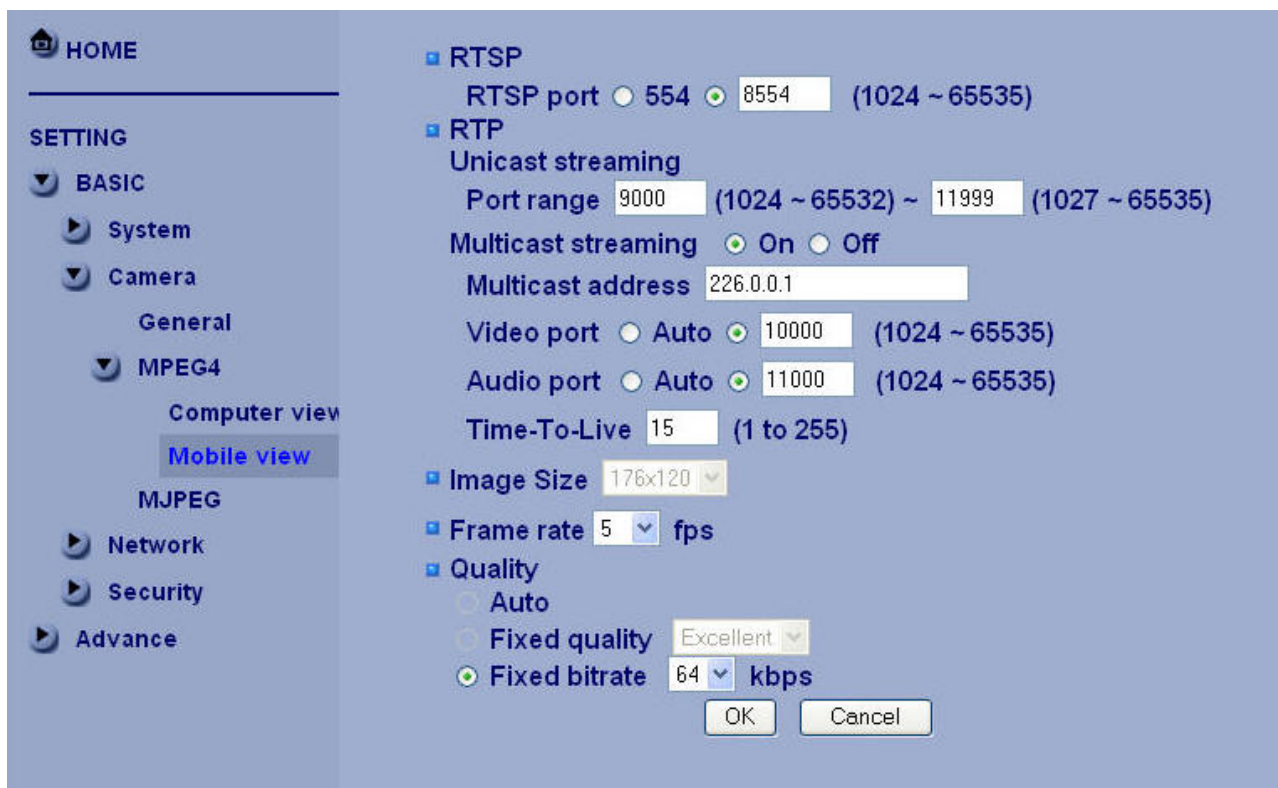 HOME
SETTING
BASIC
System
Camera
General
MPEG4
Computer view
Mobile view
MJPEG
Network
Security
Advance
RTSP
RTSP port 554 8554 (1024 ~ 65535)
RTP
Unicast streaming
Port range 9000 (1024 ~ 65532) ~ 11999 (1027 ~ 65535)
Multicast streaming On Off
Multicast address 226.0.0.1
Video port Auto 10000 (1024 ~ 65535)
Audio port Auto 11000 (1024 ~ 65535)
Time-To-Live 15 (1 to 255)
Image Size 176x120
Frame rate 5 fps
Quality
Auto
Fixed quality Excellent
Fixed bitrate 64 kbps
OK Cancel